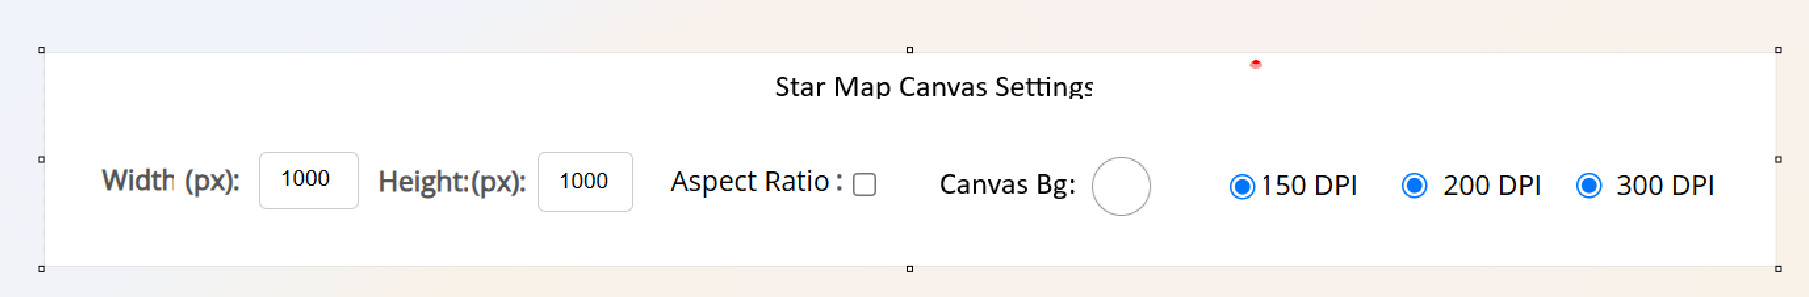 Star Map Canvas Settings
Width (px): 1000 Height:(px): 1000 Aspect Ratio : Canvas Bg: 150 DPI 200 DPI 300 DPI